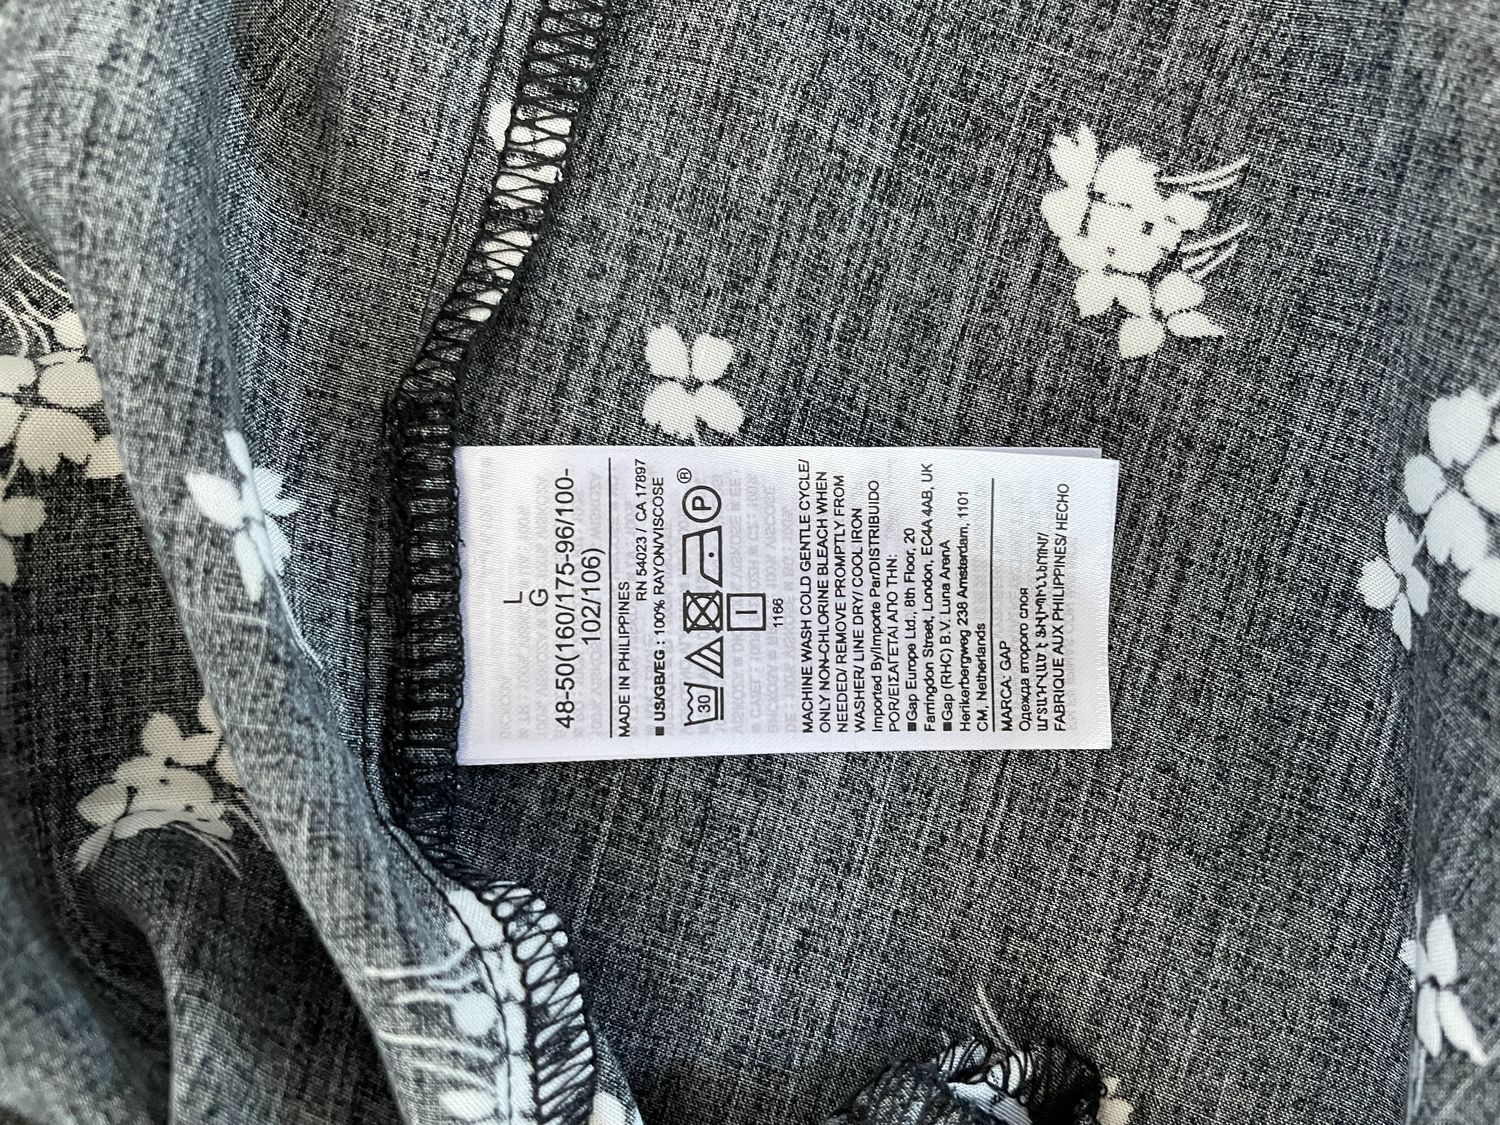 L
G
48-50(160/175-96/100-
102/106)
MADE IN PHILIPPINES
RN 54023 / CA 17897
■ US/GB/EG : 100% RAYON/VISCOSE
30 P ®
1166
MACHINE WASH COLD GENTLE CYCLE/
ONLY NON-CHLORINE BLEACH WHEN
NEEDED/ REMOVE PROMPTLY FROM
WASHER/ LINE DRY/ COOL IRON
Imported By/Importe Par/DISTRIBUIDO
POR/ΕΙΣΑΓΕΤΑΙ ΑΠΟ ΤΗΝ:
■Gap Europe Ltd., 8th Floor, 20
Farringdon Street, London, EC4A 4AB, UK
■Gap (RHC) B.V. Luna ArenA
Herikerbergweg 238 Amsterdam, 1101
CM, Netherlands
MARCA: GAP
Одежда второго слоя
ԱՐՏԱԴՐՎԱԾ Է ՖԻԼԻՊԻՆՆԵՐՈՒՄ/
FABRIQUE AUX PHILIPPINES/ HECHO